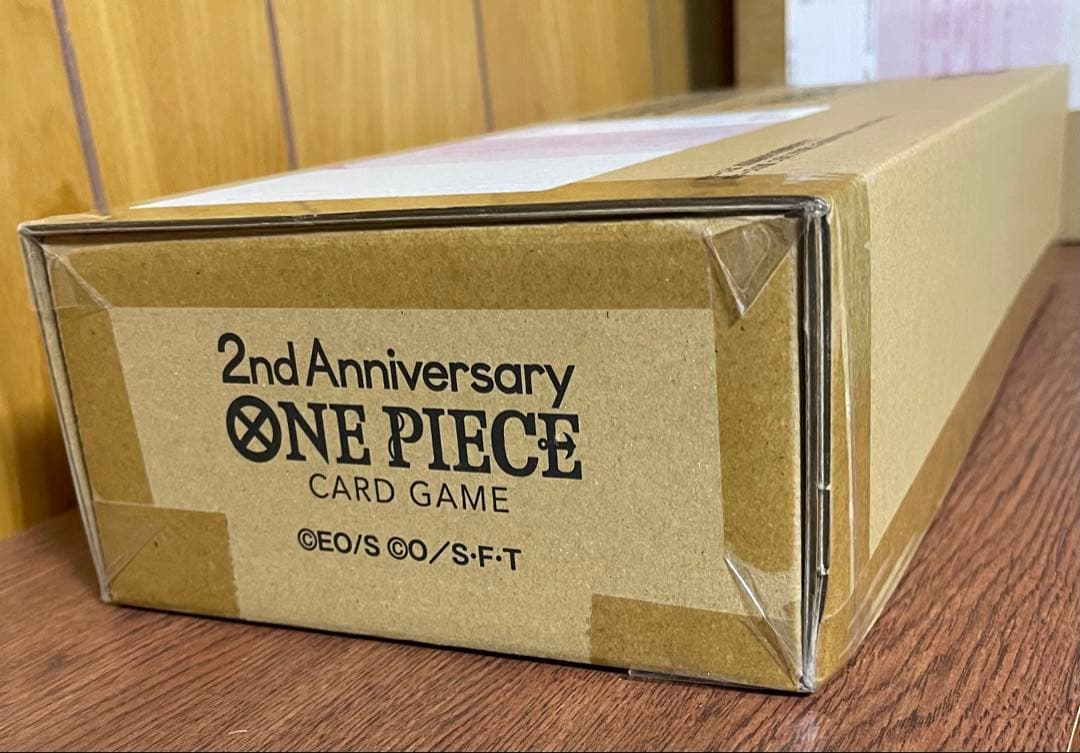 2nd Anniversary
ONE PIECE
CARD GAME
©EO/S ©O/S・F・T